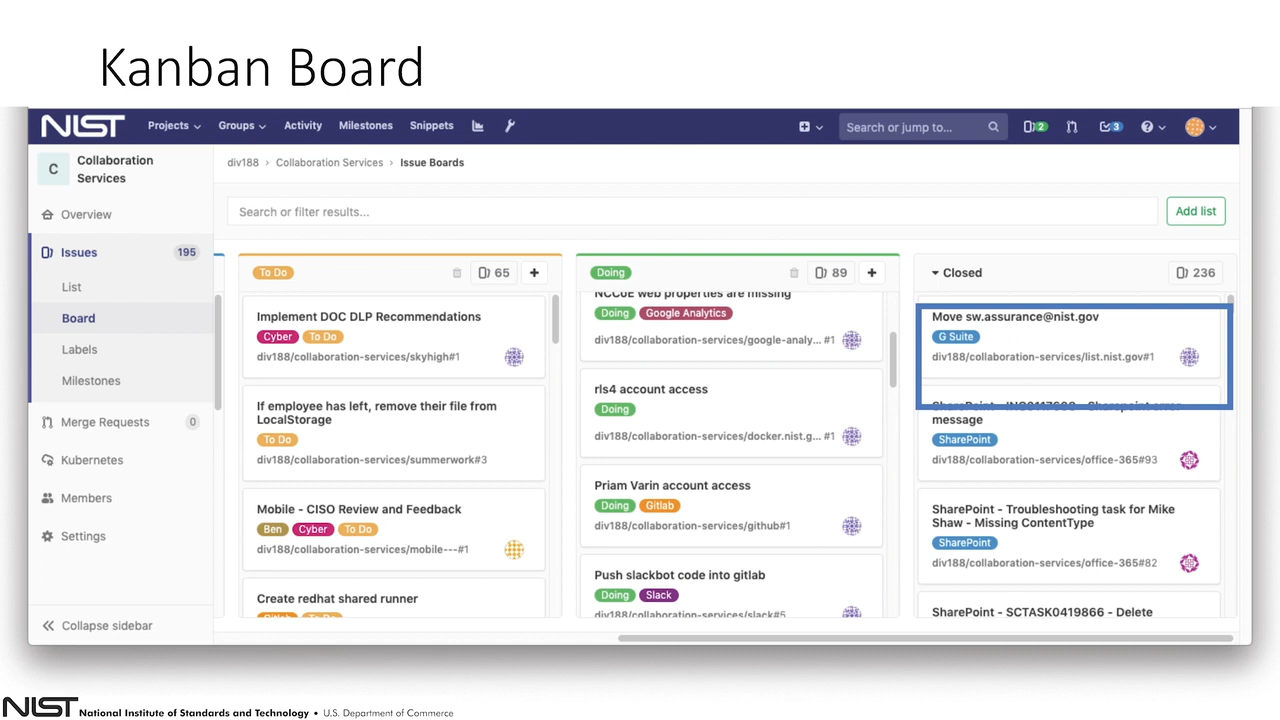 Kanban Board
NIST
Projects
Groups
Activity
Milestones
Snippets
Search or jump to...
2
3
C
Collaboration
Services
div188 > Collaboration Services > Issue Boards
Overview
Search or filter results...
Add list
Issues
195
List
Board
Labels
Milestones
Merge Requests
0
Kubernetes
Members
Settings
Collapse sidebar
To Do
65
Implement DOC DLP Recommendations
Cyber To Do
div188/collaboration-services/skyhigh#1
If employee has left, remove their file from
LocalStorage
To Do
div188/collaboration-services/summerwork#3
Mobile - CISO Review and Feedback
Ben Cyber To Do
div188/collaboration-services/mobile---#1
Create redhat shared runner
Gitlab To Do
Doing
89
NCCoE web properties are missing
Doing Google Analytics
div188/collaboration-services/google-analy... #1
rls4 account access
Doing
div188/collaboration-services/docker.nist.g... #1
Priam Varin account access
Doing Gitlab
div188/collaboration-services/github#1
Push slackbot code into gitlab
Doing Slack
div188/collaboration-services/slack#5
Closed
236
Move sw.assurance@nist.gov
G Suite
div188/collaboration-services/list.nist.gov#1
message
SharePoint
div188/collaboration-services/office-365#93
SharePoint - Troubleshooting task for Mike
Shaw - Missing ContentType
SharePoint
div188/collaboration-services/office-365#82
SharePoint - SCTASK0419866 - Delete
NIST National Institute of Standards and Technology • U.S. Department of Commerce